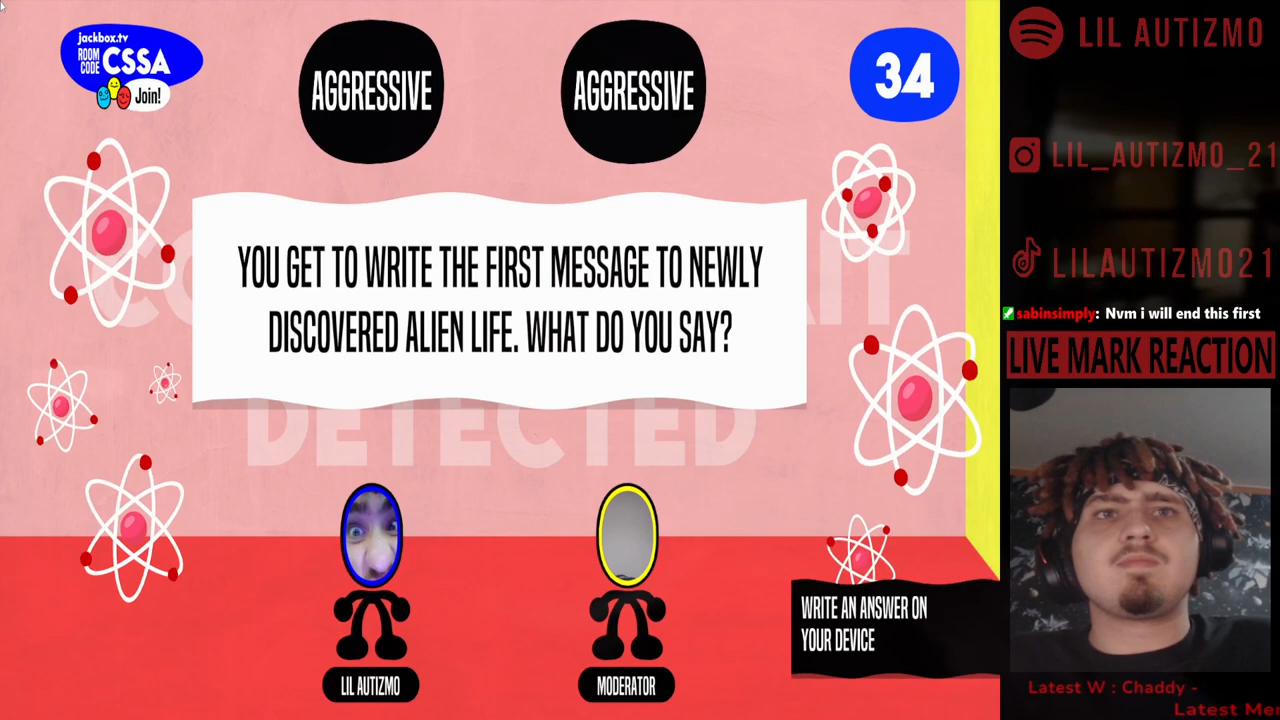 jackbox.tv
ROOM CODE CSSA
Join!
AGGRESSIVE
AGGRESSIVE
34
YOU GET TO WRITE THE FIRST MESSAGE TO NEWLY
DISCOVERED ALIEN LIFE. WHAT DO YOU SAY?
DETECTED
LIL AUTIZMO
MODERATOR
WRITE AN ANSWER ON
YOUR DEVICE
LIL AUTIZMO
LIL_AUTIZMO_21
LILAUTIZMO21
sabinsimply: Nvm i will end this first
LIVE MARK REACTION
Latest W : Chaddy -
Latest Me